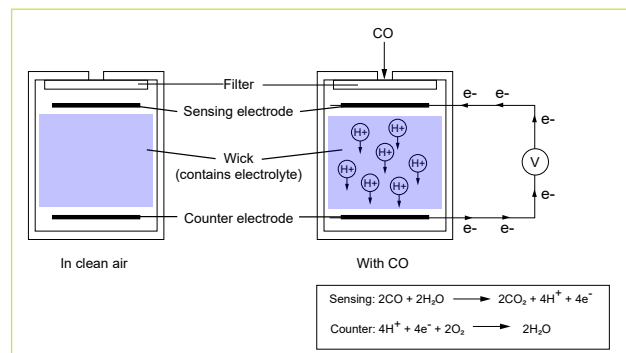 CO
Filter
Sensing electrode
e-
e-
e-
H+
H+
H+
H+
H+
H+
H+
H+
Wick
(contains electrolyte)
V
e-
Counter electrode
e-
e-
In clean air
With CO
Sensing: 2CO + 2H₂O ⟶ 2CO₂ + 4H⁺ + 4e⁻
Counter: 4H⁺ + 4e⁻ + 2O₂ ⟶ 2H₂O